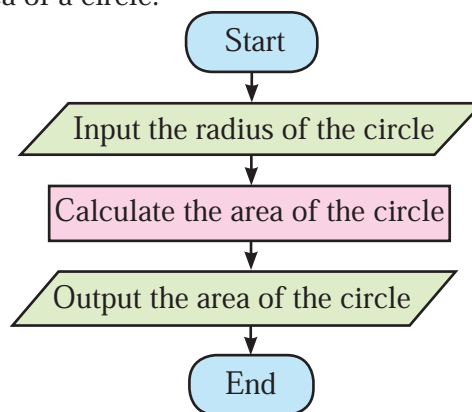 a of a circle.
Start
Input the radius of the circle
Calculate the area of the circle
Output the area of the circle
End